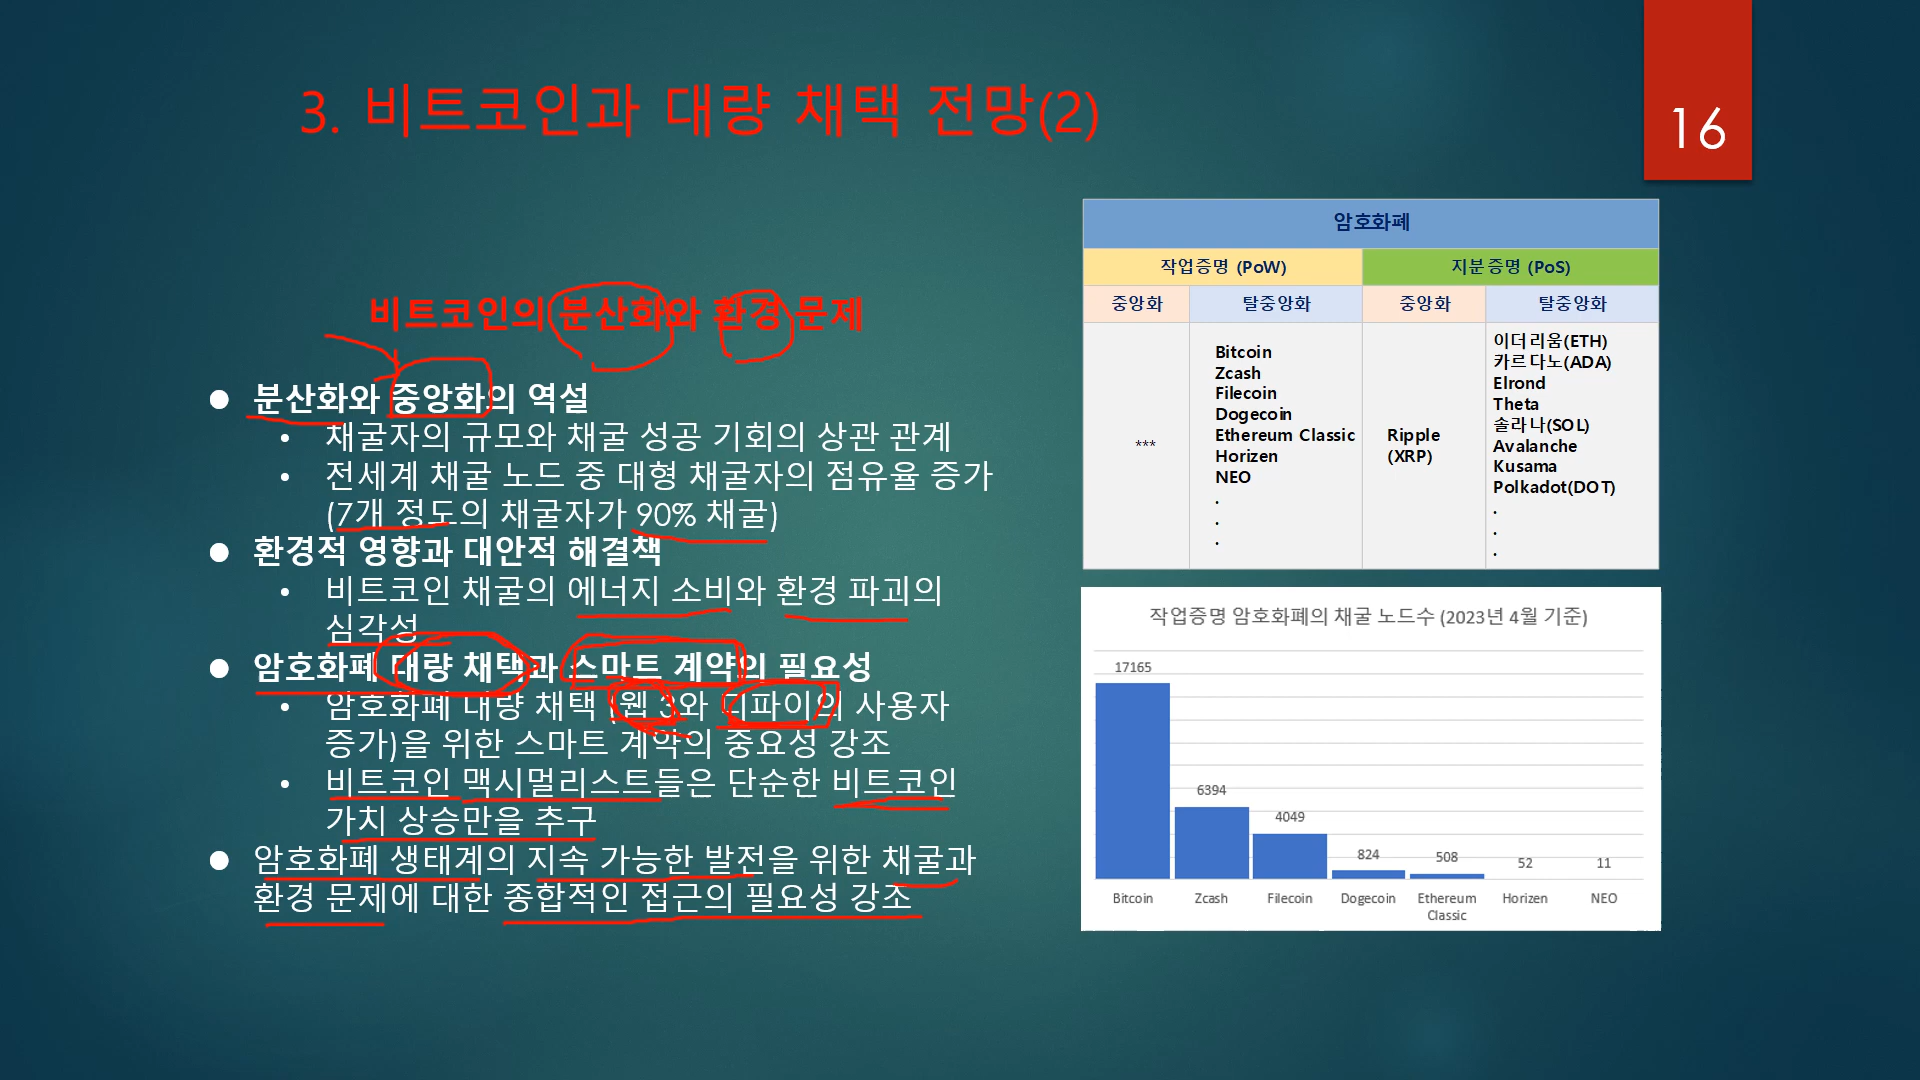 3. 비트코인과 대량 채택 전망(2)
16
비트코인의 분산화와 환경 문제
● 분산화와 중앙화의 역설
• 채굴자의 규모와 채굴 성공 기회의 상관 관계
• 전세계 채굴 노드 중 대형 채굴자의 점유율 증가
(7개 정도의 채굴자가 90% 채굴)
● 환경적 영향과 대안적 해결책
• 비트코인 채굴의 에너지 소비와 환경 파괴의
심각성
● 암호화폐 대량 채택과 스마트 계약의 필요성
• 암호화폐 대량 채택 (웹 3와 디파이의 사용자
증가)을 위한 스마트 계약의 중요성 강조
• 비트코인 맥시멀리스트들은 단순한 비트코인
가치 상승만을 추구
● 암호화폐 생태계의 지속 가능한 발전을 위한 채굴과
환경 문제에 대한 종합적인 접근의 필요성 강조
암호화폐
작업증명 (PoW) 지분증명 (PoS)
중앙화 탈중앙화 중앙화 탈중앙화
***
Bitcoin
Zcash
Filecoin
Dogecoin
Ethereum Classic
Horizen
NEO
.
.
.
Ripple
(XRP)
이더리움(ETH)
카르다노(ADA)
Elrond
Theta
솔라나(SOL)
Avalanche
Kusama
Polkadot(DOT)
.
.
.
작업증명 암호화폐의 채굴 노드수 (2023년 4월 기준)
17165 6394 4049 824 508 52 11
Bitcoin Zcash Filecoin Dogecoin Ethereum Horizen NEO
Classic